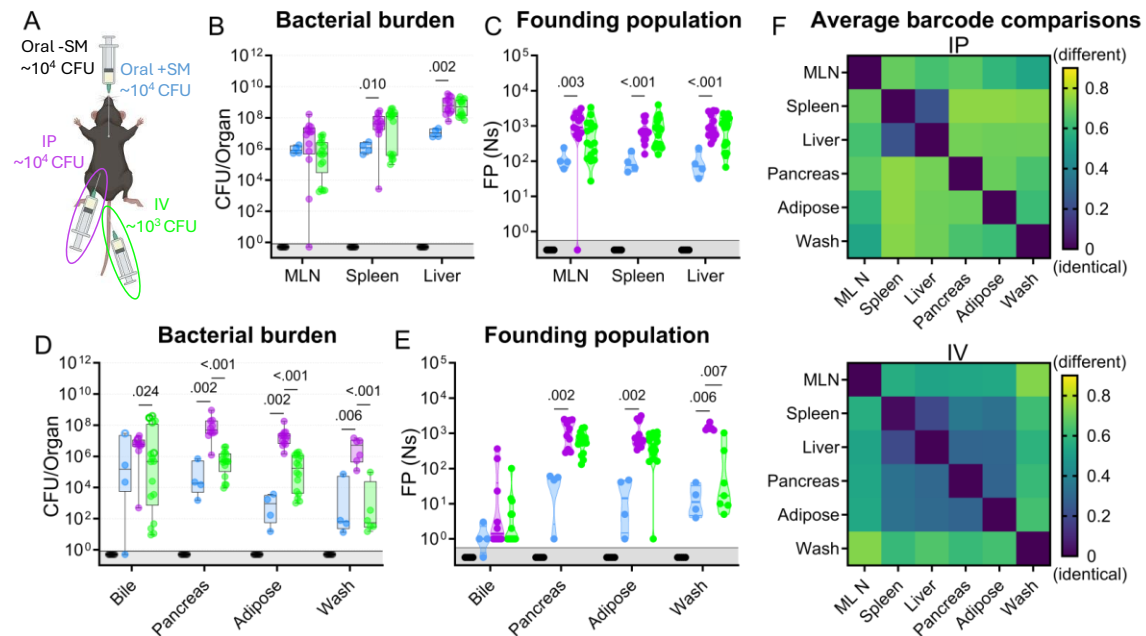 A
Oral -SM
~10⁴ CFU
Oral +SM
~10⁴ CFU
IP
~10⁴ CFU
IV
~10³ CFU
B
Bacterial burden
CFU/Organ
10¹²
10¹⁰
10⁸
10⁶
10⁴
10²
10⁰
.010
.002
MLN
Spleen
Liver
C
Founding population
FP (Ns)
10⁵
10⁴
10³
10²
10¹
10⁰
.003
<.001
<.001
MLN
Spleen
Liver
D
Bacterial burden
CFU/Organ
10¹²
10¹⁰
10⁸
10⁶
10⁴
10²
10⁰
.024
.002
<.001
.002
<.001
.006
<.001
Bile
Pancreas
Adipose
Wash
E
Founding population
FP (Ns)
10⁵
10⁴
10³
10²
10¹
10⁰
.002
.002
.006
.007
Bile
Pancreas
Adipose
Wash
F
Average barcode comparisons
IP
MLN
Spleen
Liver
Pancreas
Adipose
Wash
ML N
Spleen
Liver
Pancreas
Adipose
Wash
(different)
0.8
0.6
0.4
0.2
0
(identical)
IV
MLN
Spleen
Liver
Pancreas
Adipose
Wash
ML N
Spleen
Liver
Pancreas
Adipose
Wash
(different)
0.8
0.6
0.4
0.2
0
(identical)